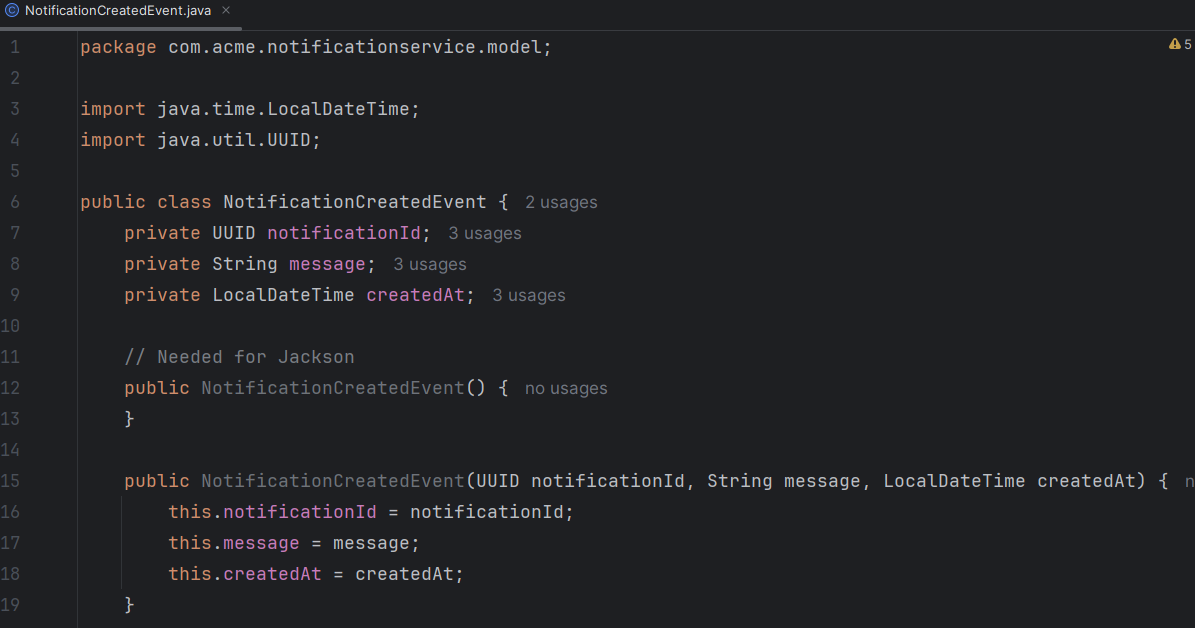 NotificationCreatedEvent.java
5
1 package com.acme.notificationservice.model;
2
3 import java.time.LocalDateTime;
4 import java.util.UUID;
5
6 public class NotificationCreatedEvent { 2 usages
7 private UUID notificationId; 3 usages
8 private String message; 3 usages
9 private LocalDateTime createdAt; 3 usages
10
11 // Needed for Jackson
12 public NotificationCreatedEvent() { no usages
13 }
14
15 public NotificationCreatedEvent(UUID notificationId, String message, LocalDateTime createdAt) {
16 this.notificationId = notificationId;
17 this.message = message;
18 this.createdAt = createdAt;
19 }